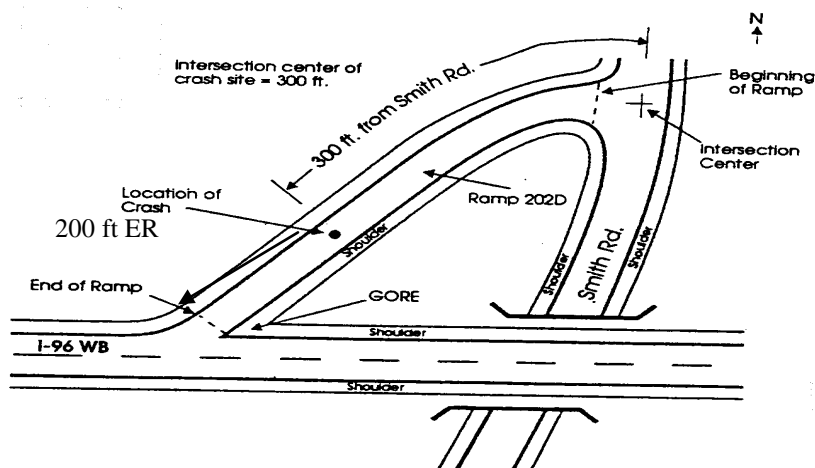 N
Intersection center of
crash site = 300 ft.
300 ft. from Smith Rd.
Beginning
of Ramp
Intersection
Center
Location of
Crash
Ramp 202D
200 ft ER
Shoulder
Smith Rd.
Shoulder
Shoulder
End of Ramp
GORE
Shoulder
I-96 WB
Shoulder